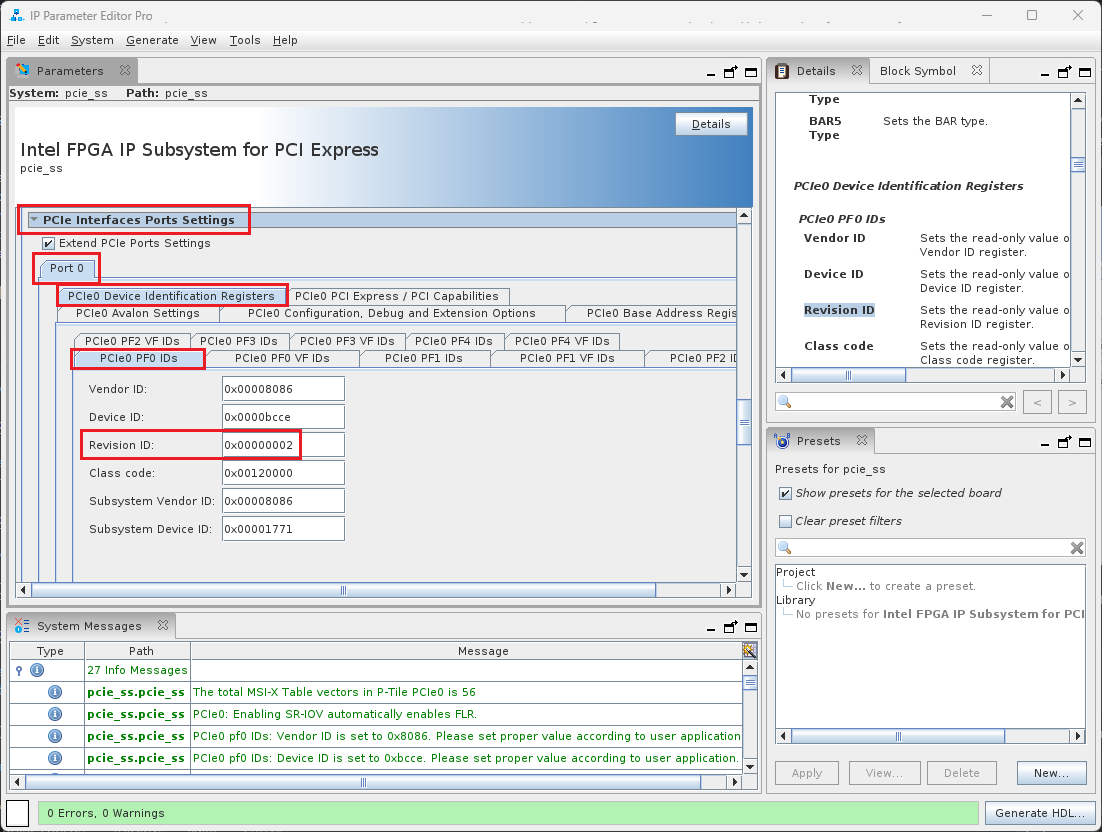 IP Parameter Editor Pro
File Edit System Generate View Tools Help
Parameters
System: pcie_ss Path: pcie_ss
Details
Intel FPGA IP Subsystem for PCI Express
pcie_ss
PCIe Interfaces Ports Settings
Extend PCIe Ports Settings
Port 0
PCIe0 Device Identification Registers PCIe0 PCI Express / PCI Capabilities
PCIe0 Avalon Settings PCIe0 Configuration, Debug and Extension Options PCIe0 Base Address Regis
PCIe0 PF2 VF IDs PCIe0 PF3 IDs PCIe0 PF3 VF IDs PCIe0 PF4 IDs PCIe0 PF4 VF IDs
PCIe0 PF0 IDs PCIe0 PF0 VF IDs PCIe0 PF1 IDs PCIe0 PF1 VF IDs PCIe0 PF2 ID
Vendor ID: 0x00008086
Device ID: 0x0000bcce
Revision ID: 0x00000002
Class code: 0x00120000
Subsystem Vendor ID: 0x00008086
Subsystem Device ID: 0x00001771
System Messages
Type Path Message
27 Info Messages
pcie_ss.pcie_ss The total MSI-X Table vectors in P-Tile PCIe0 is 56
pcie_ss.pcie_ss PCIe0: Enabling SR-IOV automatically enables FLR.
pcie_ss.pcie_ss PCIe0 pf0 IDs: Vendor ID is set to 0x8086. Please set proper value according to user application
pcie_ss.pcie_ss PCIe0 pf0 IDs: Device ID is set to 0xbcce. Please set proper value according to user application.
Details Block Symbol
Type
BAR5 Sets the BAR type.
Type
PCIe0 Device Identification Registers
PCIe0 PF0 IDs
Vendor ID Sets the read-only value o
Vendor ID register.
Device ID Sets the read-only value o
Device ID register.
Revision ID Sets the read-only value o
Revision ID register.
Class code Sets the read-only value o
Class code register.
< >
Presets
Presets for pcie_ss
Show presets for the selected board
Clear preset filters
Project
Click New... to create a preset.
Library
No presets for Intel FPGA IP Subsystem for PCI
Apply View... Delete New...
0 Errors, 0 Warnings Generate HDL...